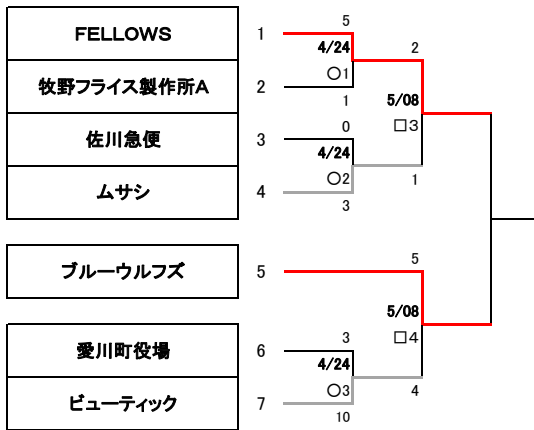 FELLOWS 1 5
4/24 2
○1
牧野フライス製作所A 2 1 5/08
□3
佐川急便 3 0
4/24
○2 1
ムサシ 4 3
ブルーウルフズ 5 5
5/08
□4
愛川町役場 6 3
4/24
○3 4
ビューティック 7 10